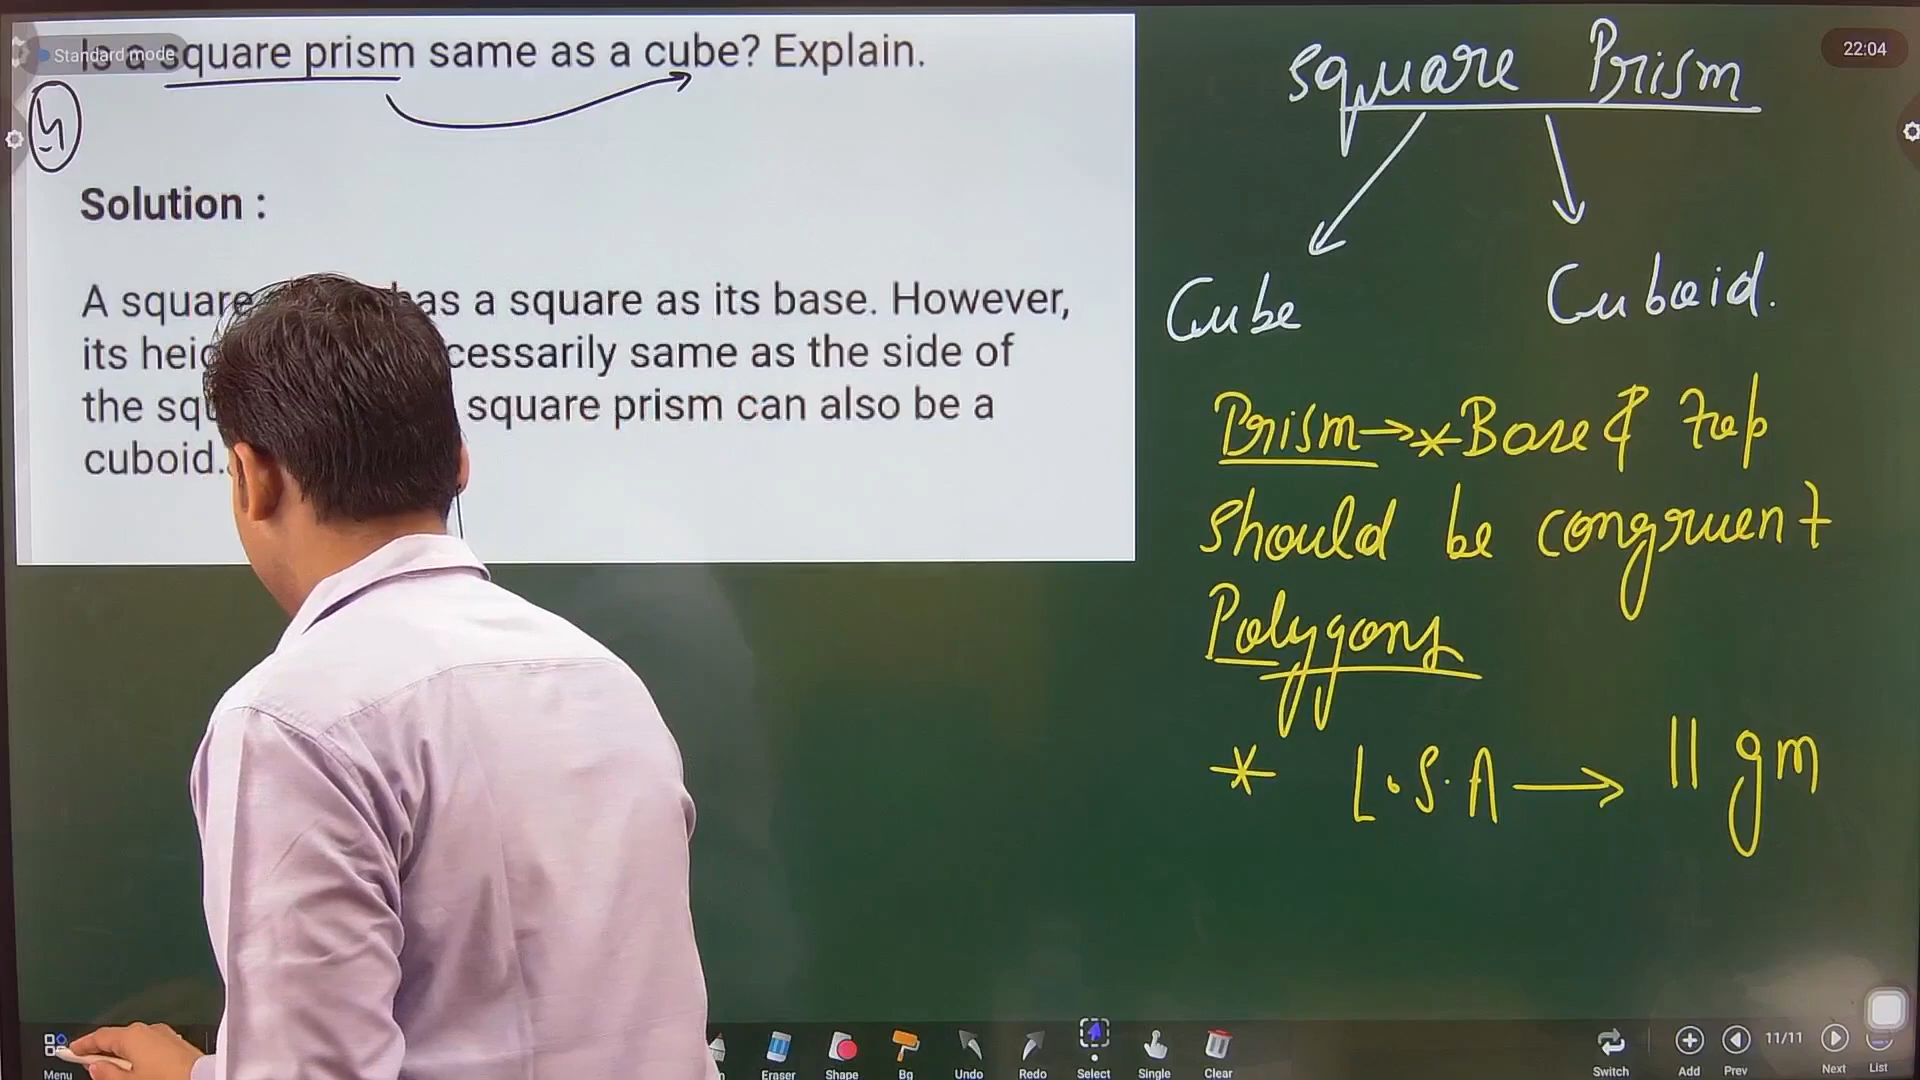 Standard mode
Is a square prism same as a cube? Explain.
Solution :
A square has a square as its base. However,
its cessarily same as the side of
the square prism can also be a
cuboid.
Square Prism
22:04
Cube
Cuboid.
Prism → * Base & top
should be congruent
Polygons
* L.S.A → || gm
Menu
Eraser
Shape
Bg
Undo
Redo
Select
Single
Clear
Switch
Add
Prev
11/11
Next
List